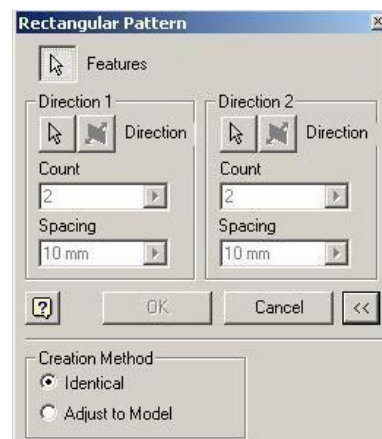 Rectangular Pattern
Features
Direction 1
Direction
Count
2
Spacing
10 mm
Direction 2
Direction
Count
2
Spacing
10 mm
?
OK
Cancel
<<
Creation Method
Identical
Adjust to Model